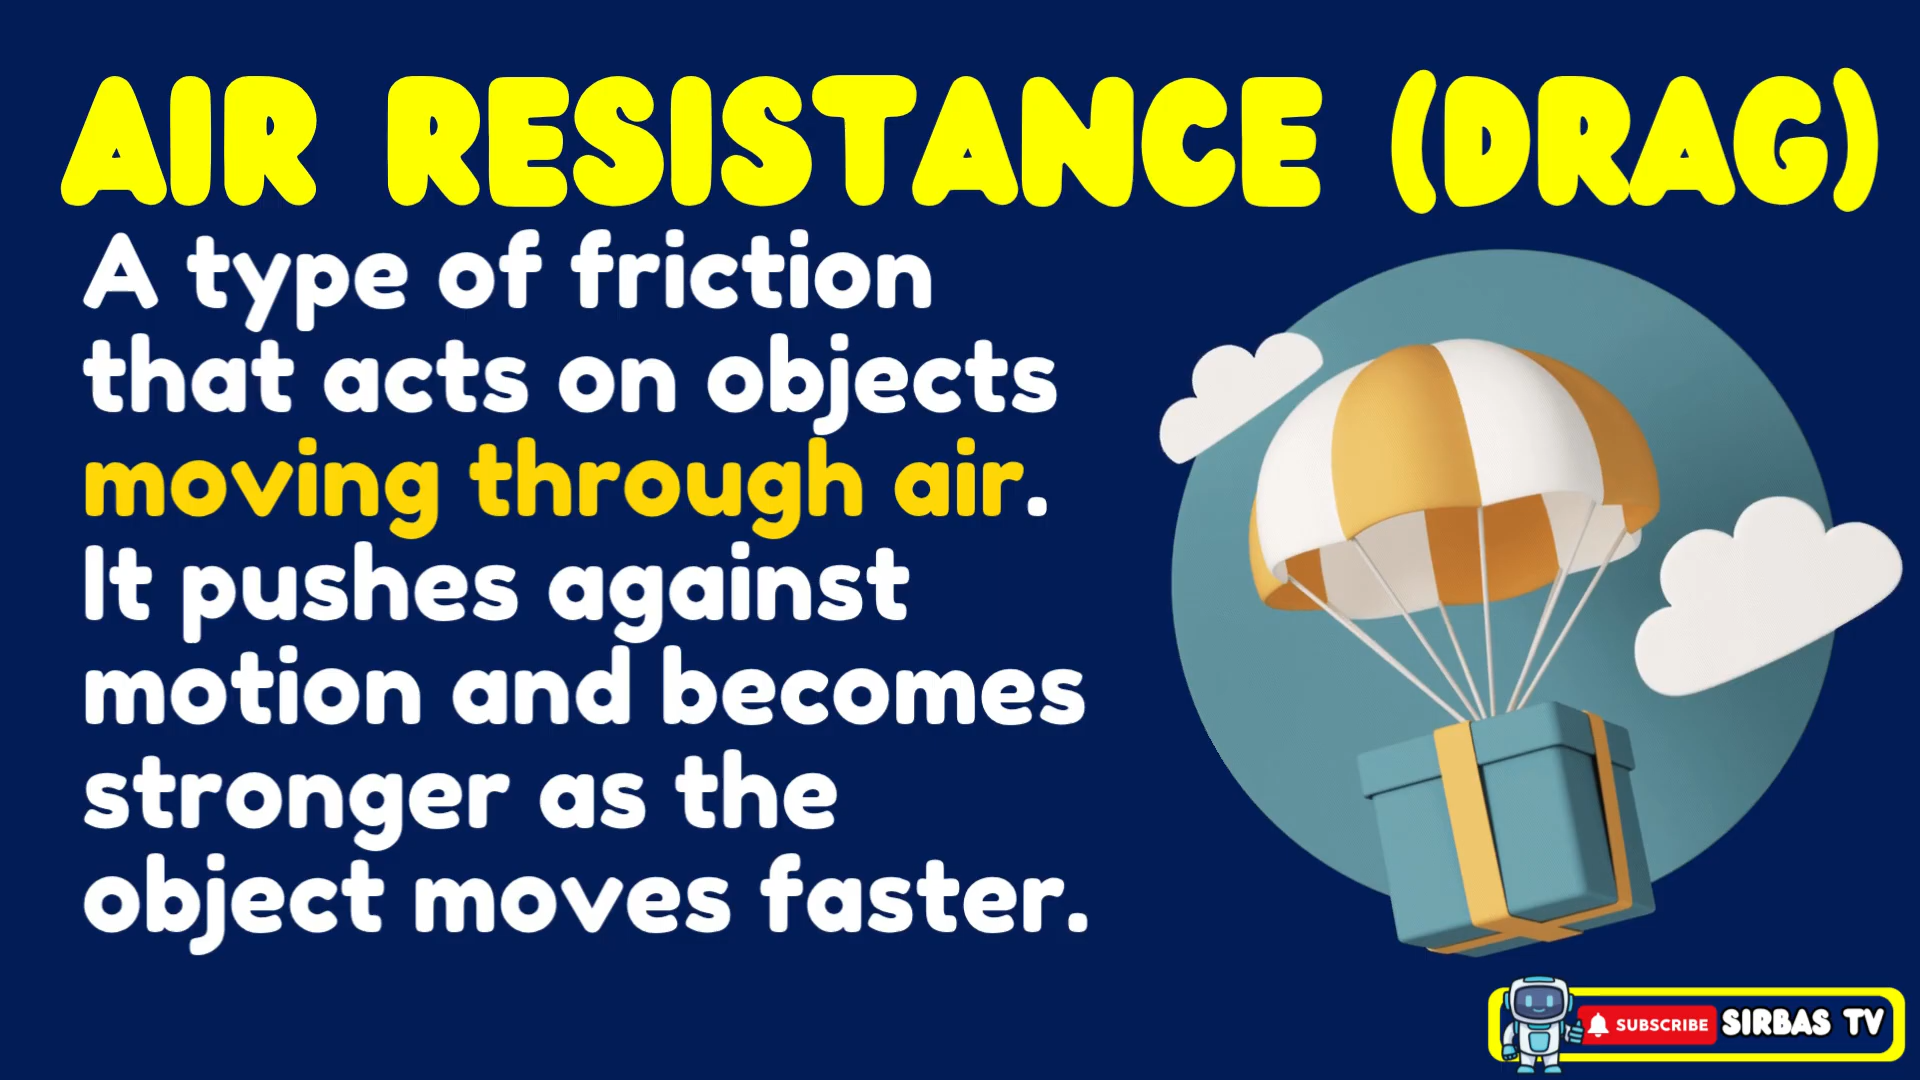 AIR RESISTANCE (DRAG)
A type of friction
that acts on objects
moving through air.
It pushes against
motion and becomes
stronger as the
object moves faster.
SUBSCRIBE SIRBAS TV